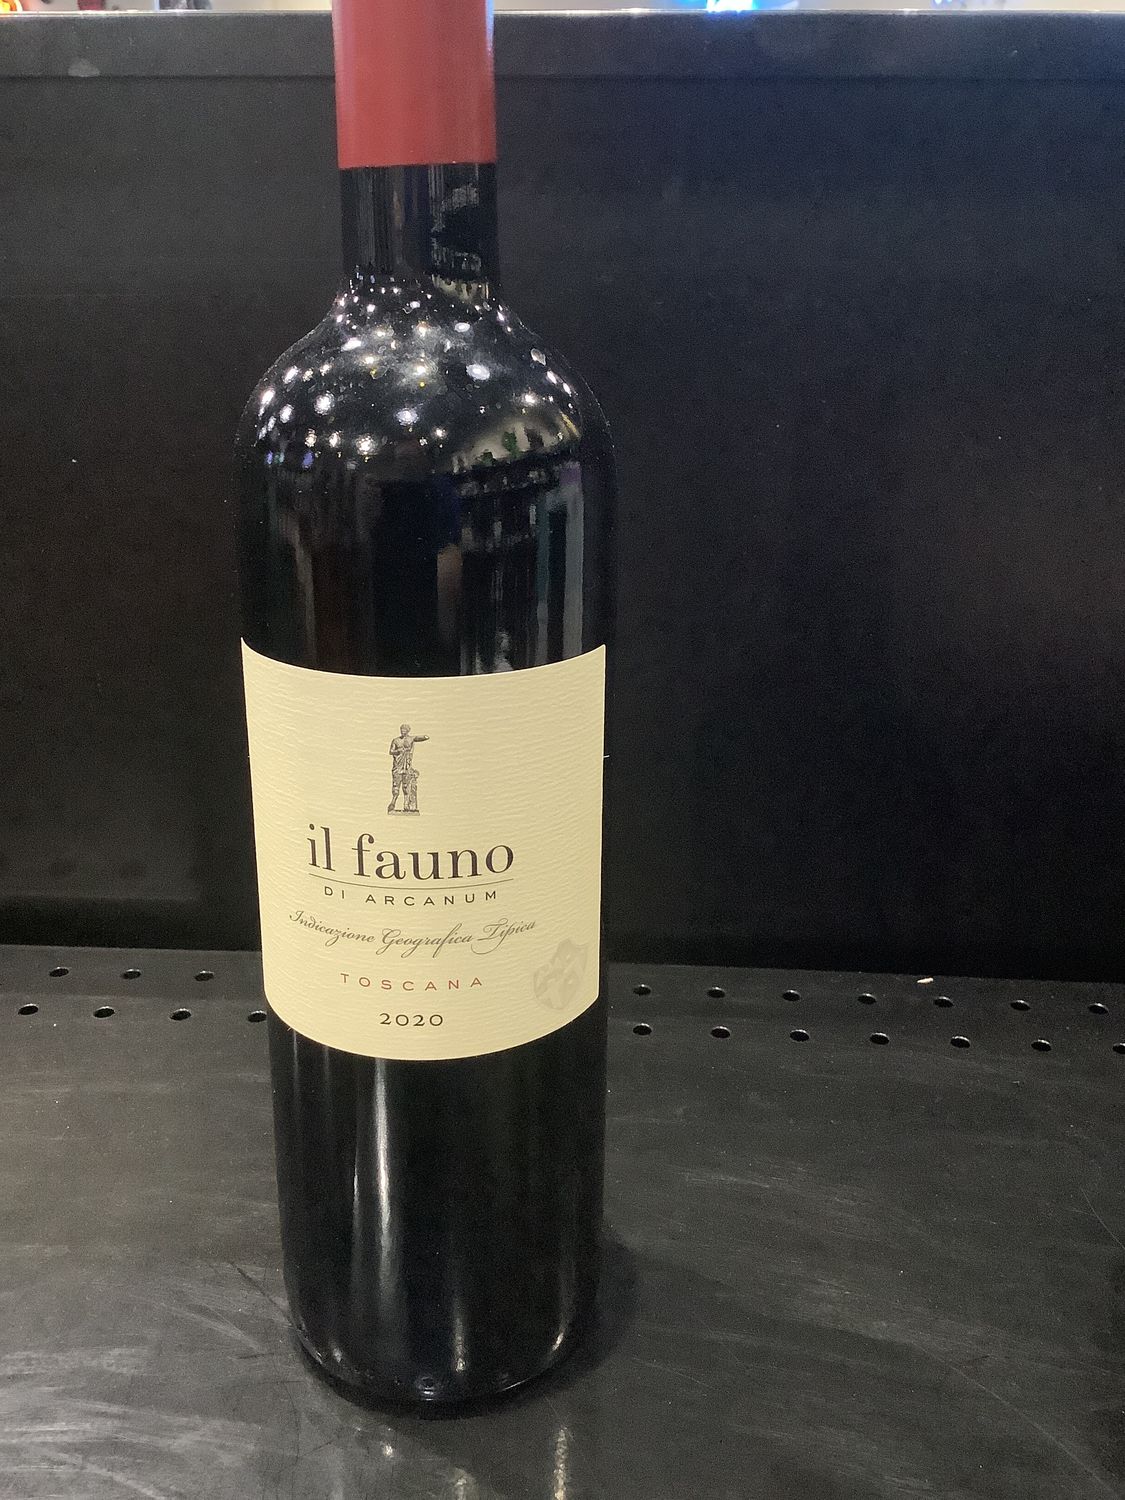 il fauno
DI ARCANUM
Indicazione Geografica Tipica
TOSCANA
2020